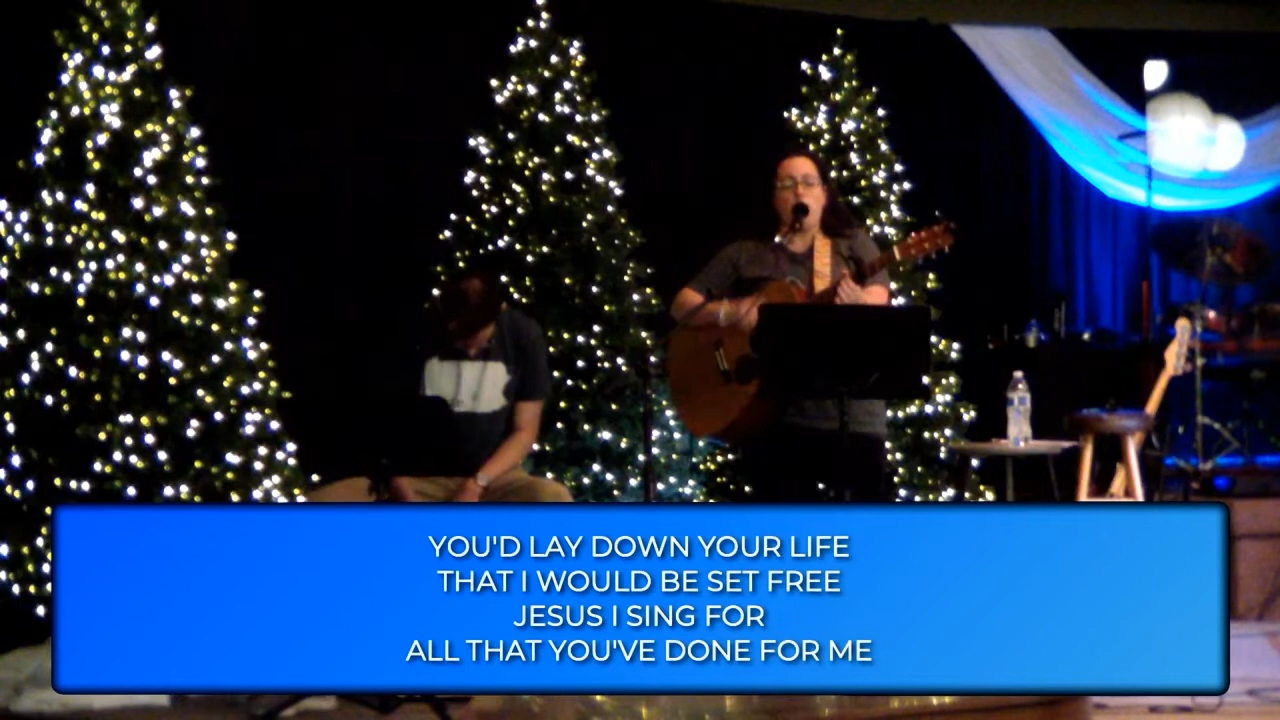 YOU'D LAY DOWN YOUR LIFE
THAT I WOULD BE SET FREE
JESUS I SING FOR
ALL THAT YOU'VE DONE FOR ME